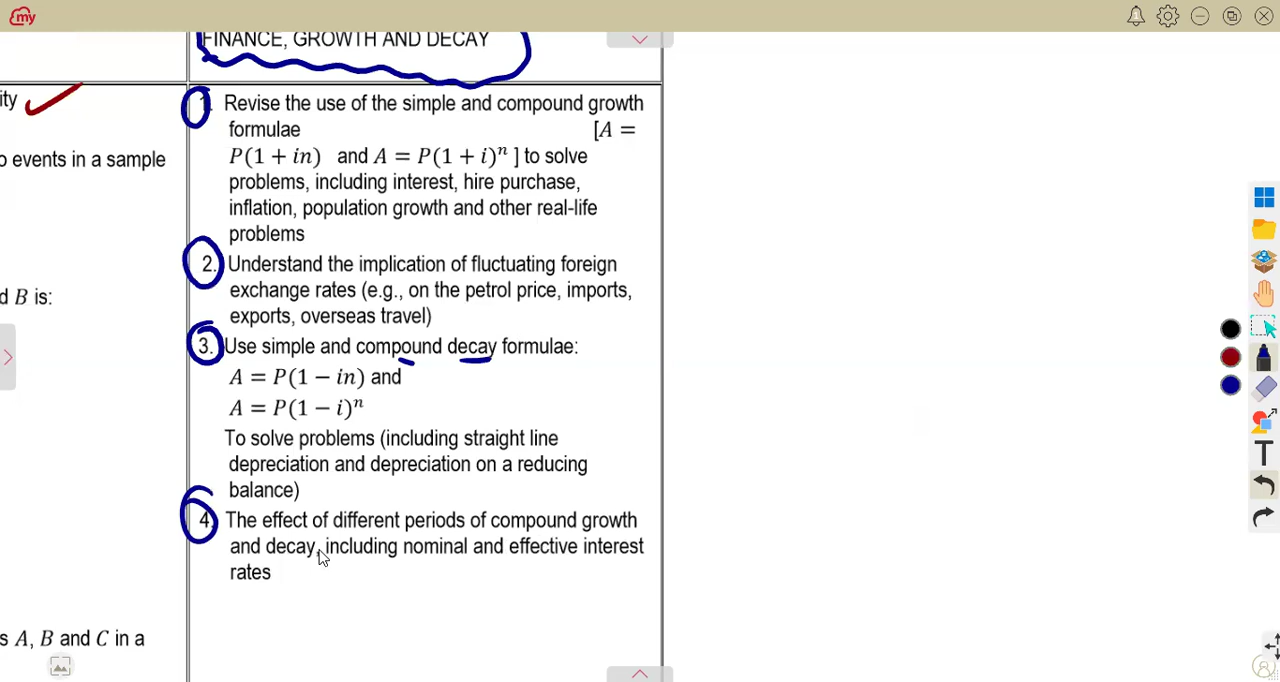 my
FINANCE, GROWTH AND DECAY
ity
o events in a sample
d B is:
s A, B and C in a
1. Revise the use of the simple and compound growth
formulae [A =
P(1 + in) and A = P(1 + i)ⁿ ] to solve
problems, including interest, hire purchase,
inflation, population growth and other real-life
problems
2. Understand the implication of fluctuating foreign
exchange rates (e.g., on the petrol price, imports,
exports, overseas travel)
3. Use simple and compound decay formulae:
A = P(1 − in) and
A = P(1 − i)ⁿ
To solve problems (including straight line
depreciation and depreciation on a reducing
balance)
4. The effect of different periods of compound growth
and decay, including nominal and effective interest
rates
T